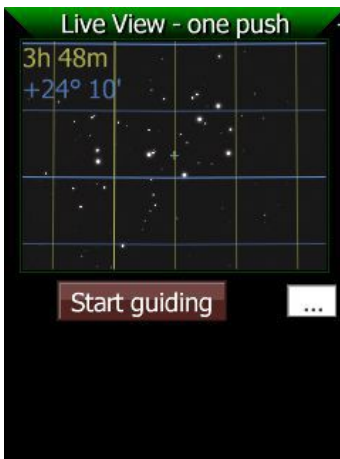 Live View - one push
3h 48m
+24° 10'
Start guiding
...